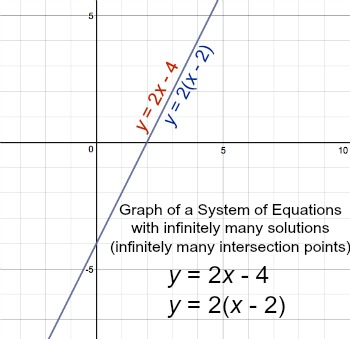 5
y = 2x - 4
y = 2(x - 2)
0
5
10
Graph of a System of Equations
with infinitely many solutions
(infinitely many intersection points)
-5
y = 2x - 4
y = 2(x - 2)